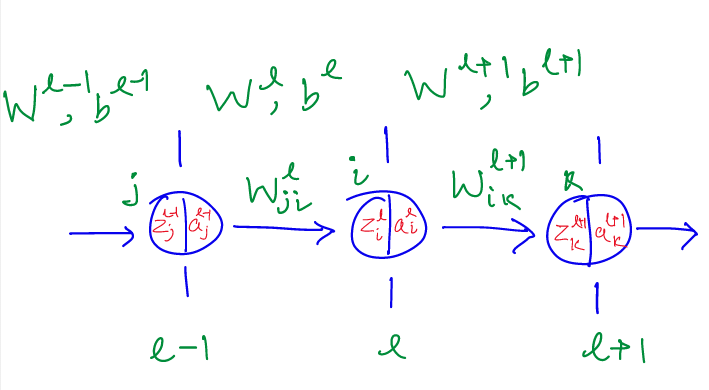 W^{l-1}, b^{l-1} W^l, b^l W^{l+1}, b^{l+1}
j W_{ji}^l i W_{ik}^{l+1} k
z_j^{l-1} a_j^{l-1} z_i^l a_i^l z_k^{l+1} a_k^{l+1}
l-1 l l+1